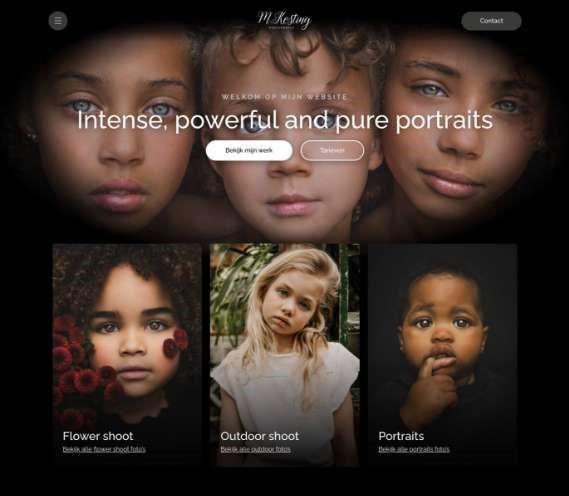 M.Kosting
Contact
WELKOM OP MIJN WEBSITE
Intense, powerful and pure portraits
Bekijk mijn werk
Tarieven
Flower shoot
Bekijk alle flower shoot foto's
Outdoor shoot
Bekijk alle outdoor foto's
Portraits
Bekijk alle portraits foto's